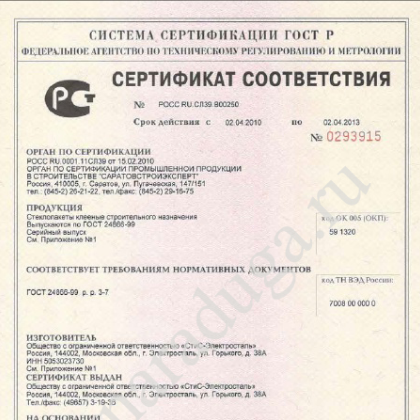 СИСТЕМА СЕРТИФИКАЦИИ ГОСТ Р
ФЕДЕРАЛЬНОЕ АГЕНТСТВО ПО ТЕХНИЧЕСКОМУ РЕГУЛИРОВАНИЮ И МЕТРОЛОГИИ
СЕРТИФИКАТ СООТВЕТСТВИЯ
№ РОСС RU.СЛ39.В00250
Срок действия с 02.04.2010 по 02.04.2013
№ 0293915
ОРГАН ПО СЕРТИФИКАЦИИ
РОСС RU.0001.11СЛ39 от 15.02.2010
ОРГАН ПО СЕРТИФИКАЦИИ ПРОМЫШЛЕННОЙ ПРОДУКЦИИ
В СТРОИТЕЛЬСТВЕ "САРАТОВСТРОЙЭКСПЕРТ"
Россия, 410005, г. Саратов, ул. Пугачевская, 147/151
тел.: (845-2) 26-21-22, тел./факс: (845-2) 29-16-75
ПРОДУКЦИЯ
Стеклопакеты клееные строительного назначения
Выпускаются по ГОСТ 24866-99
Серийный выпуск
См. Приложение №1
код ОК 005 (ОКП):
59 1320
СООТВЕТСТВУЕТ ТРЕБОВАНИЯМ НОРМАТИВНЫХ ДОКУМЕНТОВ
ГОСТ 24866-99 р. р. 3-7
код ТН ВЭД России:
7008 00 000 0
ИЗГОТОВИТЕЛЬ
Общество с ограниченной ответственностью «СтиС-Электросталь»
Россия, 144002, Московская обл., г. Электросталь, ул. Горького, д. 38А
ИНН 5053023730
См. Приложение №1
СЕРТИФИКАТ ВЫДАН
Обществу с ограниченной ответственностью «СтиС-Электросталь»
Россия, 144002, Московская обл., г. Электросталь, ул. Горького, д. 38А
Тел./факс: (49657) 3-19-35
НА ОСНОВАНИИ
naraduga.ru